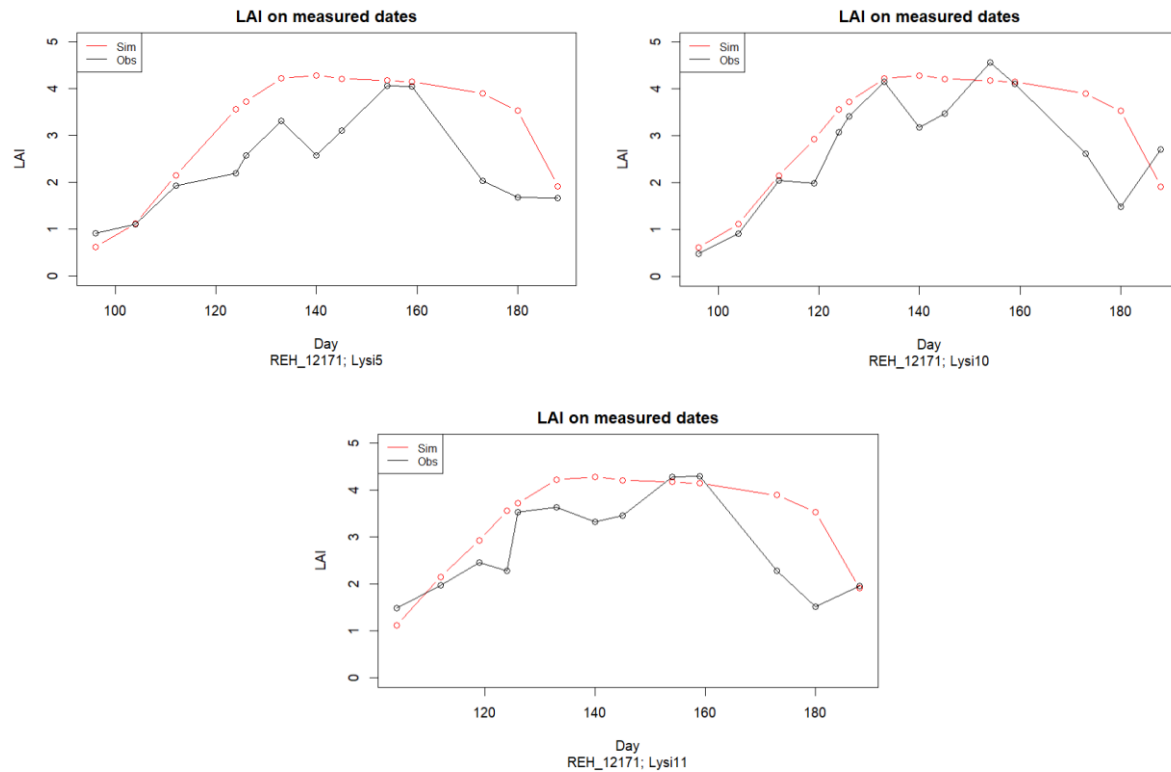 LAI on measured dates
Sim
Obs
LAI
5
4
3
2
1
0
100 120 140 160 180
Day
REH_12171; Lysi5
LAI on measured dates
Sim
Obs
LAI
5
4
3
2
1
0
100 120 140 160 180
Day
REH_12171; Lysi10
LAI on measured dates
Sim
Obs
LAI
5
4
3
2
1
0
120 140 160 180
Day
REH_12171; Lysi11